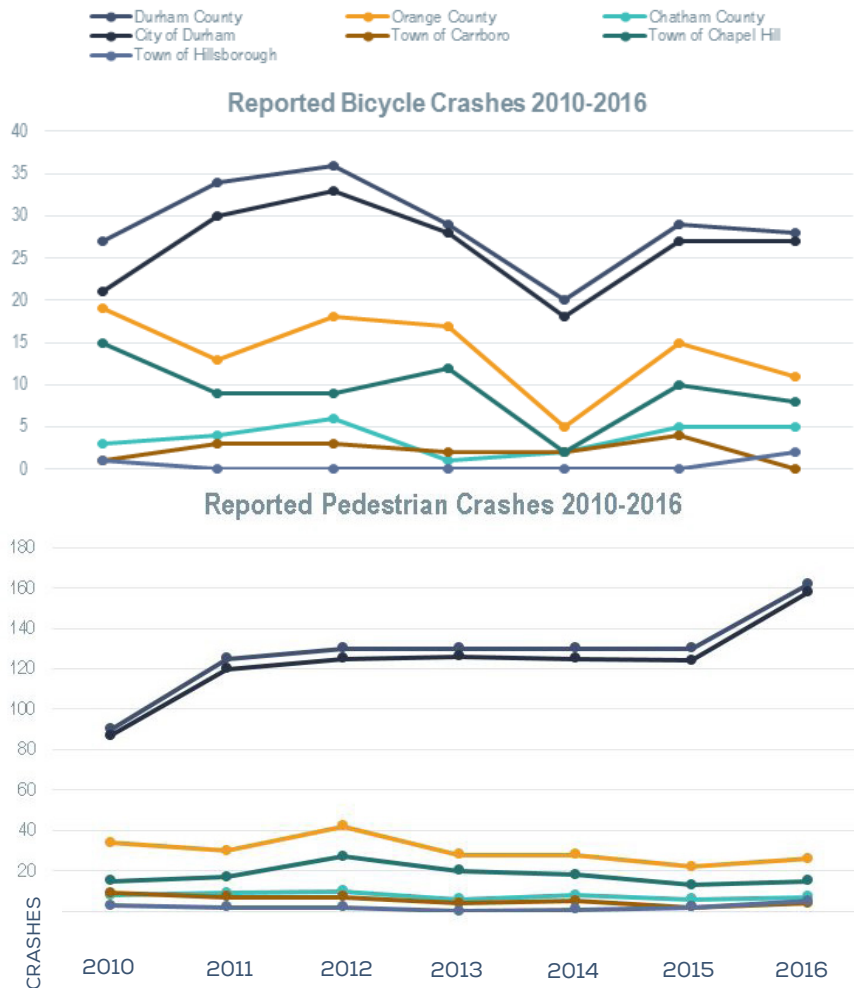 Durham County Orange County Chatham County
City of Durham Town of Carrboro Town of Chapel Hill
Town of Hillsborough
Reported Bicycle Crashes 2010-2016
40
35
30
25
20
15
10
5
0
Reported Pedestrian Crashes 2010-2016
180
160
140
120
100
80
60
40
20
CRASHES
2010 2011 2012 2013 2014 2015 2016